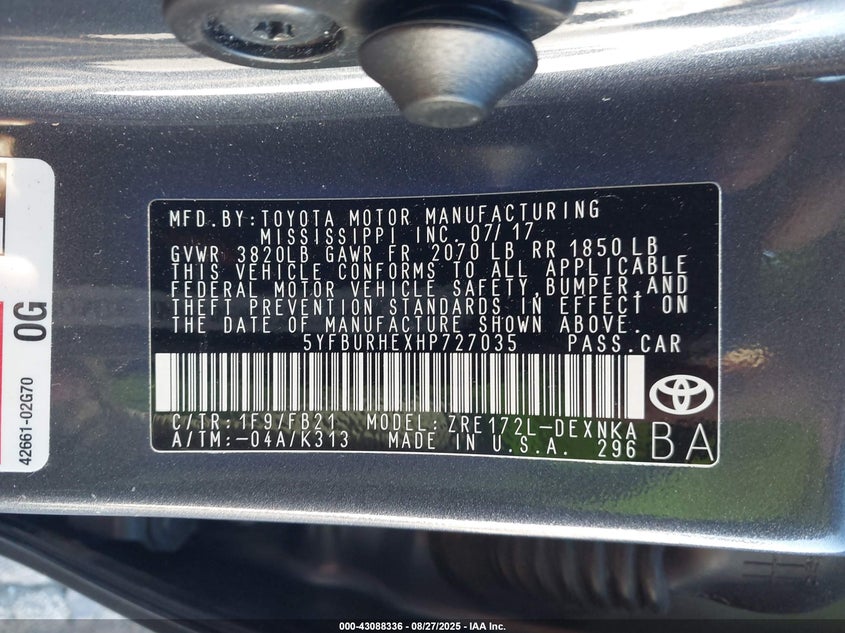 MFD.BY:TOYOTA MOTOR MANUFACTURING
MISSISSIPPI INC. 07/17
GVWR 3820LB GAWR FR 2070 LB RR 1850LB
THIS VEHICLE CONFORMS TO ALL APPLICABLE
FEDERAL MOTOR VEHICLE SAFETY, BUMPER, AND
THEFT PREVENTION STANDARDS IN EFFECT ON
THE DATE OF MANUFACTURE SHOWN ABOVE.
5YFBURHEXHP727035 PASS.CAR
C/TR: 1F9/FB21 MODEL: ZRE172L-DEXNKA
A/TM:-04A/K313 MADE IN U.S.A. 296
BA
0G
42661-02G70
000-43088336 - 08/27/2025 - IAA Inc.